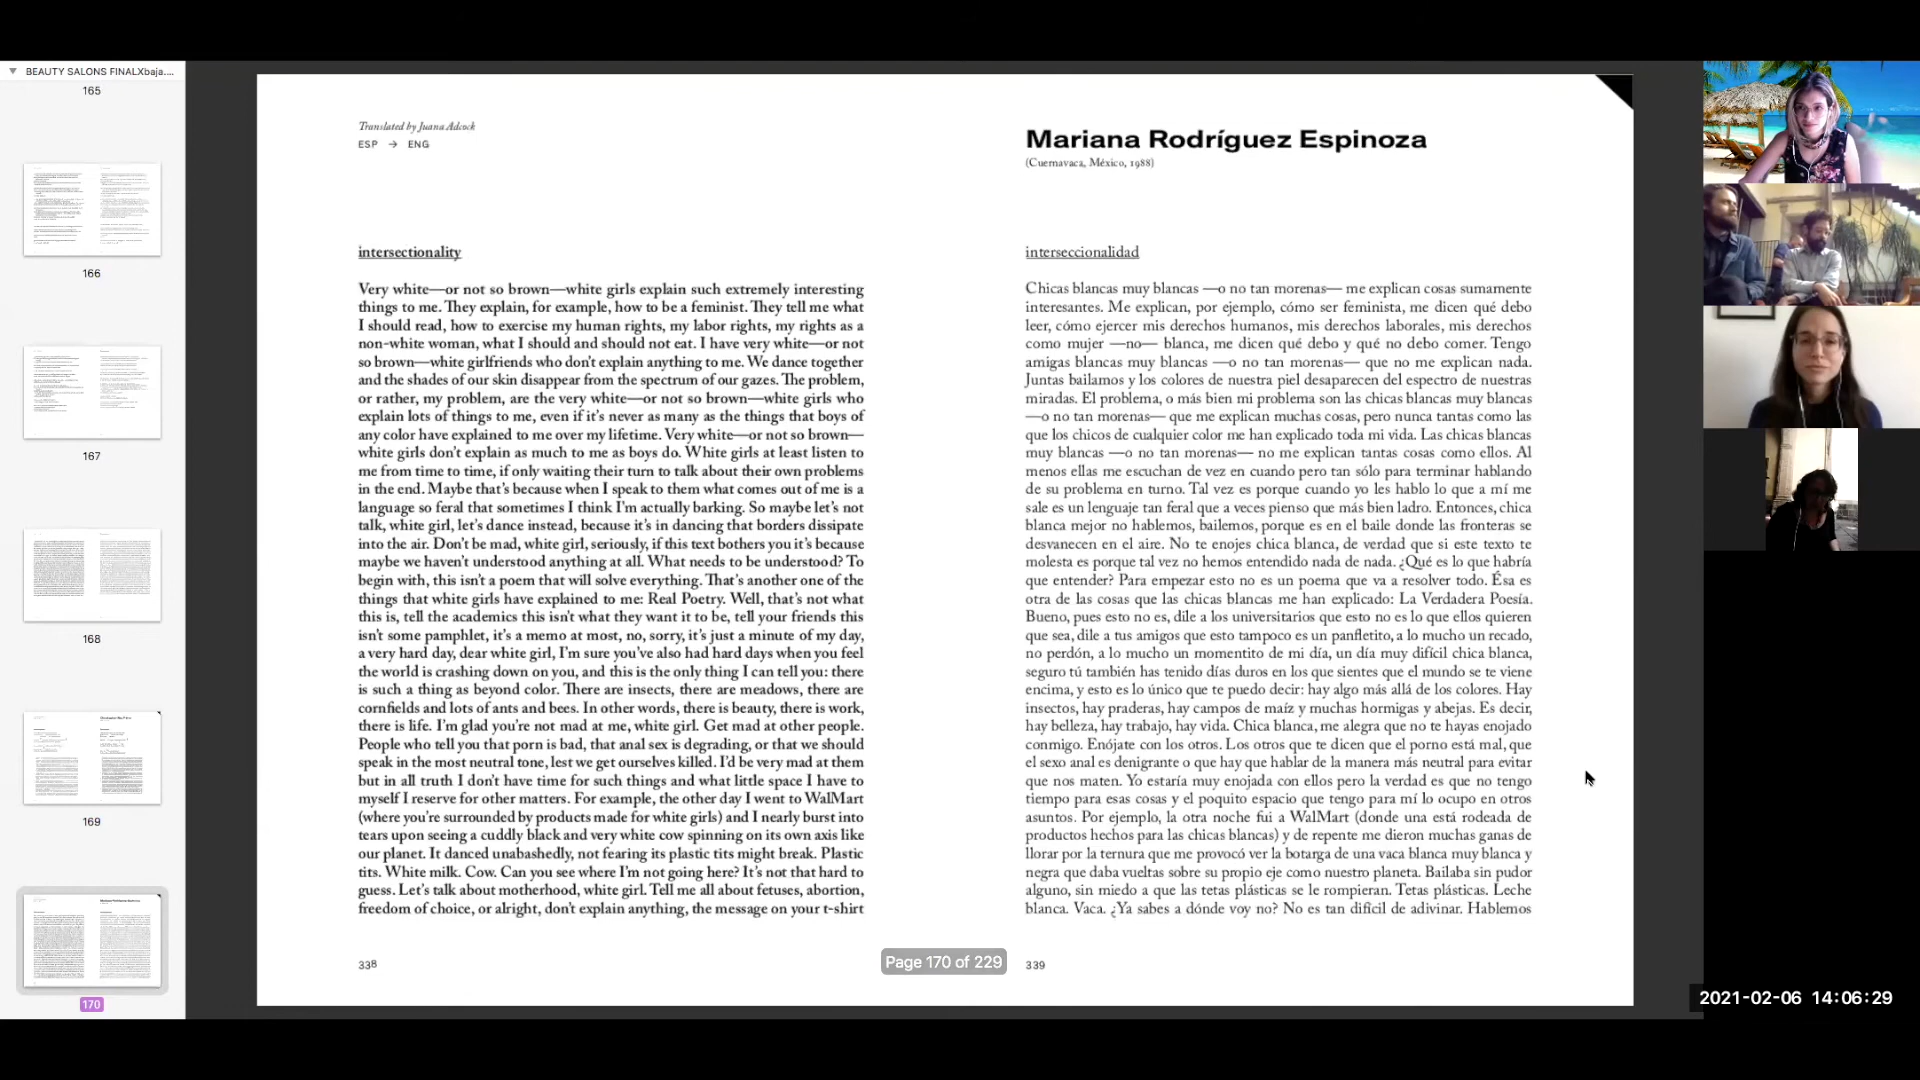 BEAUTY SALONS FINALXbaja....
165
166
167
168
169
170
Translated by Juana Adcock
ESP → ENG
intersectionality
Very white—or not so brown—white girls explain such extremely interesting
things to me. They explain, for example, how to be a feminist. They tell me what
I should read, how to exercise my human rights, my labor rights, my rights as a
non-white woman, what I should and should not eat. I have very white—or not
so brown—white girlfriends who don't explain anything to me. We dance together
and the shades of our skin disappear from the spectrum of our gazes. The problem,
or rather, my problem, are the very white—or not so brown—white girls who
explain lots of things to me, even if it's never as many as the things that boys of
any color have explained to me over my lifetime. Very white—or not so brown—
white girls don't explain as much to me as boys do. White girls at least listen to
me from time to time, if only waiting their turn to talk about their own problems
in the end. Maybe that's because when I speak to them what comes out of me is a
language so feral that sometimes I think I'm actually barking. So maybe let's not
talk, white girl, let's dance instead, because it's in dancing that borders dissipate
into the air. Don't be mad, white girl, seriously, if this text bothers you it's because
maybe we haven't understood anything at all. What needs to be understood? To
begin with, this isn't a poem that will solve everything. That's another one of the
things that white girls have explained to me: Real Poetry. Well, that's not what
this is, tell the academics this isn't what they want it to be, tell your friends this
isn't some pamphlet, it's a memo at most, no, sorry, it's just a minute of my day,
a very hard day, dear white girl, I'm sure you've also had hard days when you feel
the world is crashing down on you, and this is the only thing I can tell you: there
is such a thing as beyond color. There are insects, there are meadows, there are
cornfields and lots of ants and bees. In other words, there is beauty, there is work,
there is life. I'm glad you're not mad at me, white girl. Get mad at other people.
People who tell you that porn is bad, that anal sex is degrading, or that we should
speak in the most neutral tone, lest we get ourselves killed. I'd be very mad at them
but in all truth I don't have time for such things and what little space I have to
myself I reserve for other matters. For example, the other day I went to WalMart
(where you're surrounded by products made for white girls) and I nearly burst into
tears upon seeing a cuddly black and very white cow spinning on its own axis like
our planet. It danced unabashedly, not fearing its plastic tits might break. Plastic
tits. White milk. Cow. Can you see where I'm not going here? It's not that hard to
guess. Let's talk about motherhood, white girl. Tell me all about fetuses, abortion,
freedom of choice, or alright, don't explain anything, the message on your t-shirt
338
Mariana Rodríguez Espinoza
(Cuernavaca, México, 1988)
interseccionalidad
Chicas blancas muy blancas —o no tan morenas— me explican cosas sumamente
interesantes. Me explican, por ejemplo, cómo ser feminista, me dicen qué debo
leer, cómo ejercer mis derechos humanos, mis derechos laborales, mis derechos
como mujer —no— blanca, me dicen qué debo y qué no debo comer. Tengo
amigas blancas muy blancas —o no tan morenas— que no me explican nada.
Juntas bailamos y los colores de nuestra piel desaparecen del espectro de nuestras
miradas. El problema, o más bien mi problema son las chicas blancas muy blancas
—o no tan morenas— que me explican muchas cosas, pero nunca tantas como las
que los chicos de cualquier color me han explicado toda mi vida. Las chicas blancas
muy blancas —o no tan morenas— no me explican tantas cosas como ellos. Al
menos ellas me escuchan de vez en cuando pero tan sólo para terminar hablando
de su problema en turno. Tal vez es porque cuando yo les hablo lo que a mí me
sale es un lenguaje tan feral que a veces pienso que más bien ladro. Entonces, chica
blanca mejor no hablemos, bailemos, porque es en el baile donde las fronteras se
desvanecen en el aire. No te enojes chica blanca, de verdad que si este texto te
molesta es porque tal vez no hemos entendido nada de nada. ¿Qué es lo que habría
que entender? Para empezar esto no es un poema que va a resolver todo. Ésa es
otra de las cosas que las chicas blancas me han explicado: La Verdadera Poesía.
Bueno, pues esto no es, dile a los universitarios que esto no es lo que ellos quieren
que sea, dile a tus amigos que esto tampoco es un panfletito, a lo mucho un recado,
no perdón, a lo mucho un momentito de mi día, un día muy difícil chica blanca,
seguro tú también has tenido días duros en los que sientes que el mundo se te viene
encima, y esto es lo único que te puedo decir: hay algo más allá de los colores. Hay
insectos, hay praderas, hay campos de maíz y muchas hormigas y abejas. Es decir,
hay belleza, hay trabajo, hay vida. Chica blanca, me alegra que no te hayas enojado
conmigo. Enójate con los otros. Los otros que te dicen que el porno está mal, que
el sexo anal es denigrante o que hay que hablar de la manera más neutral para evitar
que nos maten. Yo estaría muy enojada con ellos pero la verdad es que no tengo
tiempo para esas cosas y el poquito espacio que tengo para mí lo ocupo en otros
asuntos. Por ejemplo, la otra noche fui a WalMart (donde una está rodeada de
productos hechos para las chicas blancas) y de repente me dieron muchas ganas de
llorar por la ternura que me provocó ver la botarga de una vaca blanca muy blanca y
negra que daba vueltas sobre su propio eje como nuestro planeta. Bailaba sin pudor
alguno, sin miedo a que las tetas plásticas se le rompieran. Tetas plásticas. Leche
blanca. Vaca. ¿Ya sabes a dónde voy no? No es tan difícil de adivinar. Hablemos
339
Page 170 of 229
2021-02-06 14:06:29